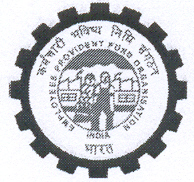 कर्मचारी भविष्य निधि संगठन
EMPLOYEES PROVIDENT FUND ORGANISATION
INDIA
भारत